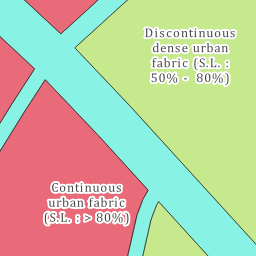 Discontinuous
dense urban
fabric (S.L. :
50% - 80%)
Continuous
urban fabric
(S.L. : > 80%)